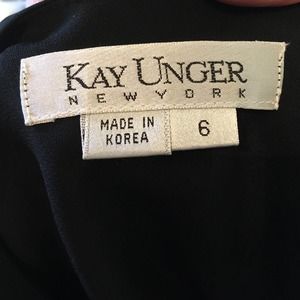 KAY UNGER
NEW YORK
MADE IN
KOREA
6